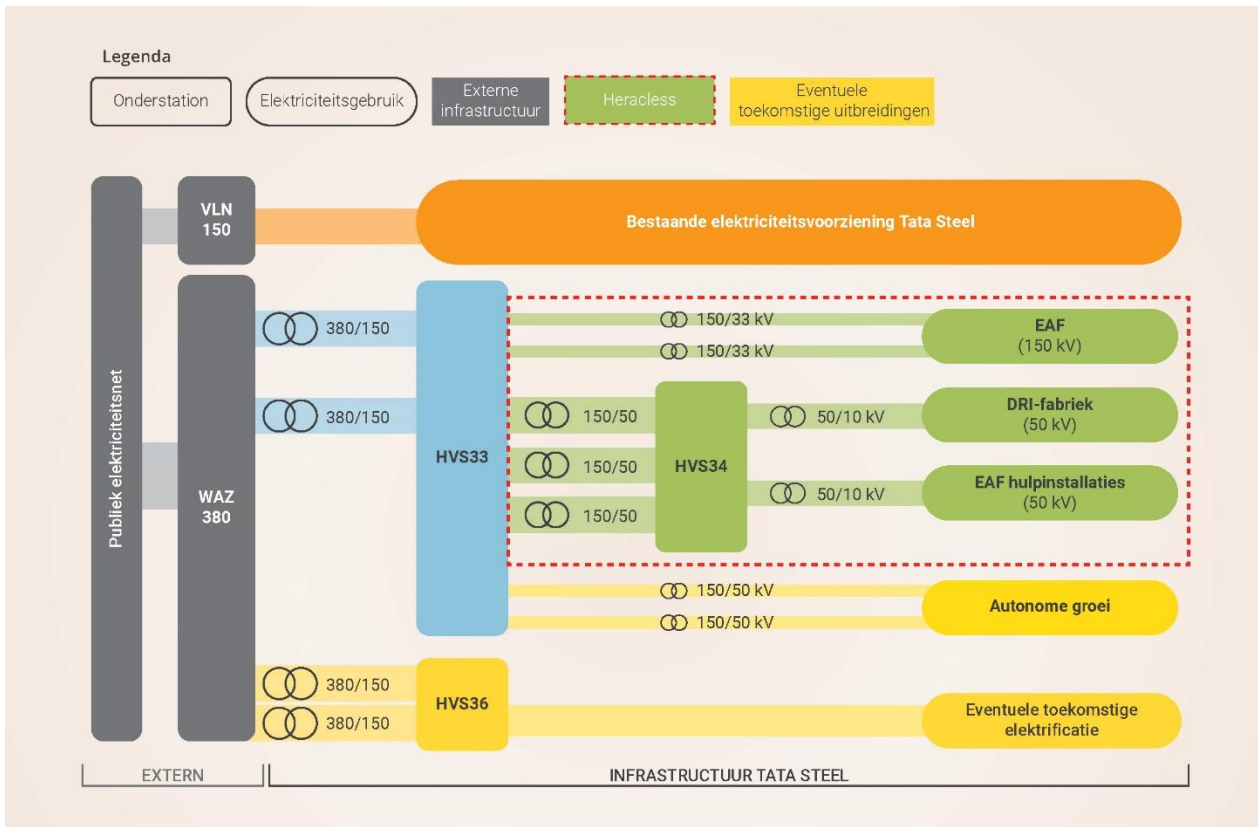 Legenda
Onderstation
Elektriciteitsgebruik
Externe
infrastructuur
Heracless
Eventuele
toekomstige uitbreidingen
Publiek elektriciteitsnet
VLN
150
Bestaande elektriciteitsvoorziening Tata Steel
WAZ
380
380/150
380/150
HVS33
150/33 kV
150/33 kV
EAF
(150 kV)
150/50
150/50
150/50
HVS34
50/10 kV
50/10 kV
DRI-fabriek
(50 kV)
EAF hulpinstallaties
(50 kV)
150/50 kV
150/50 kV
Autonome groei
380/150
380/150
HVS36
Eventuele toekomstige
elektrificatie
EXTERN
INFRASTRUCTUUR TATA STEEL